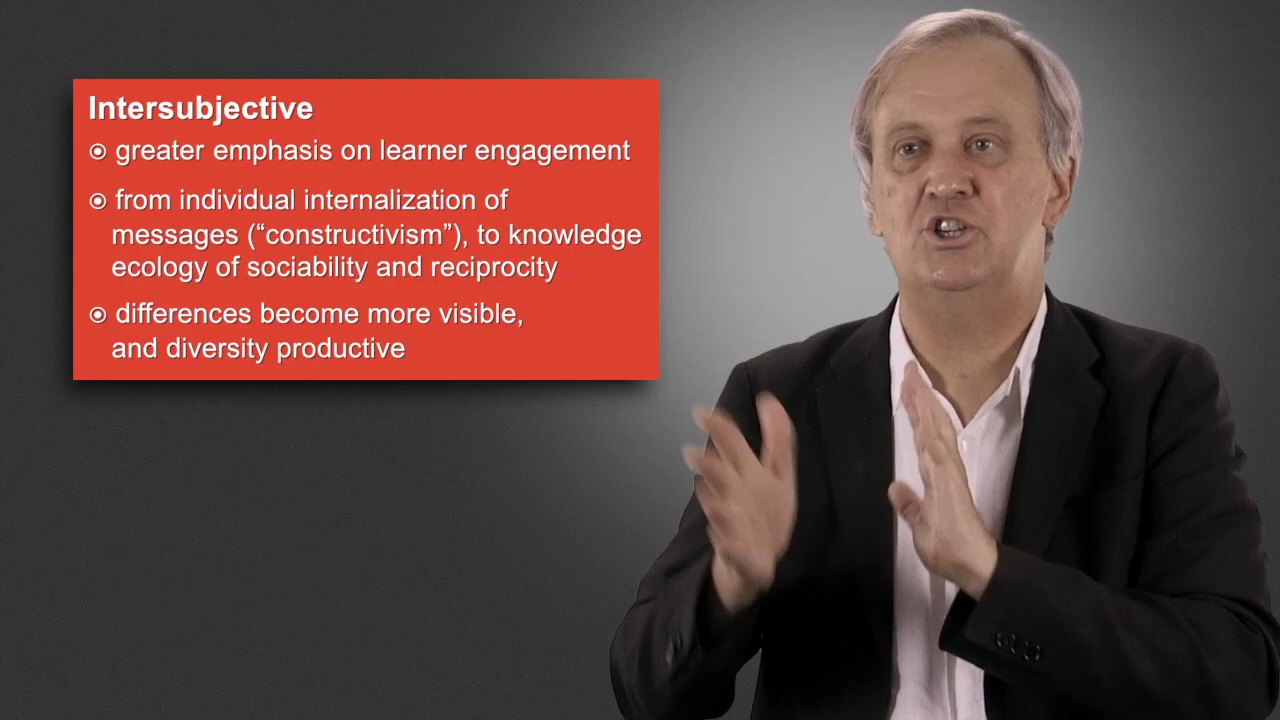 Intersubjective
⦿ greater emphasis on learner engagement
⦿ from individual internalization of
messages (“constructivism”), to knowledge
ecology of sociability and reciprocity
⦿ differences become more visible,
and diversity productive